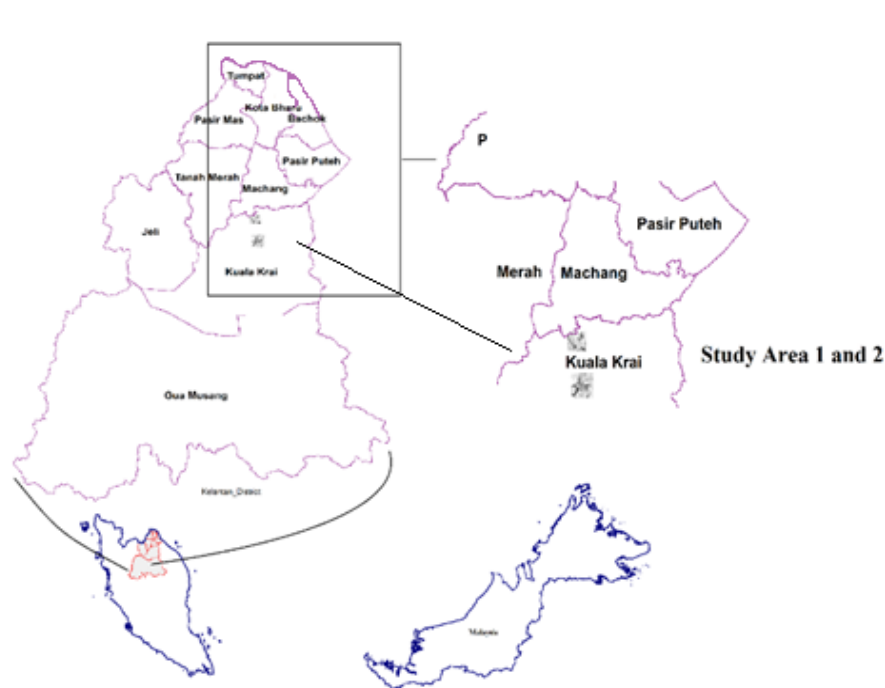 Tumpat
Kota Bharu
Bachok
Pasir Mas
Pasir Puteh
Tanah Merah
Machang
Jeli
Kuala Krai
Gua Musang
Kelantan_District
P
Pasir Puteh
Merah
Machang
Kuala Krai
Study Area 1 and 2
Malaysia